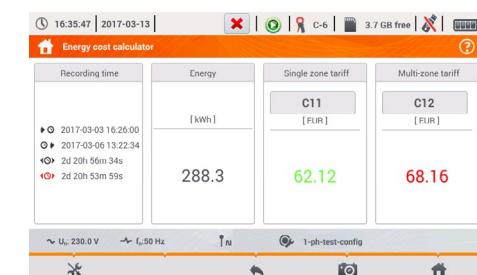 16:35:47 2017-03-13 C-6 3.7 GB free
Energy cost calculator ?
Recording time Energy Single zone tariff Multi-zone tariff
C11 C12
[ kWh ] [ EUR ] [ EUR ]
2017-03-03 16:26:00
2017-03-06 13:22:34
2d 20h 56m 34s
2d 20h 53m 59s
288.3 62.12 68.16
Uₙ: 230.0 V fₙ:50 Hz N 1-ph-test-config